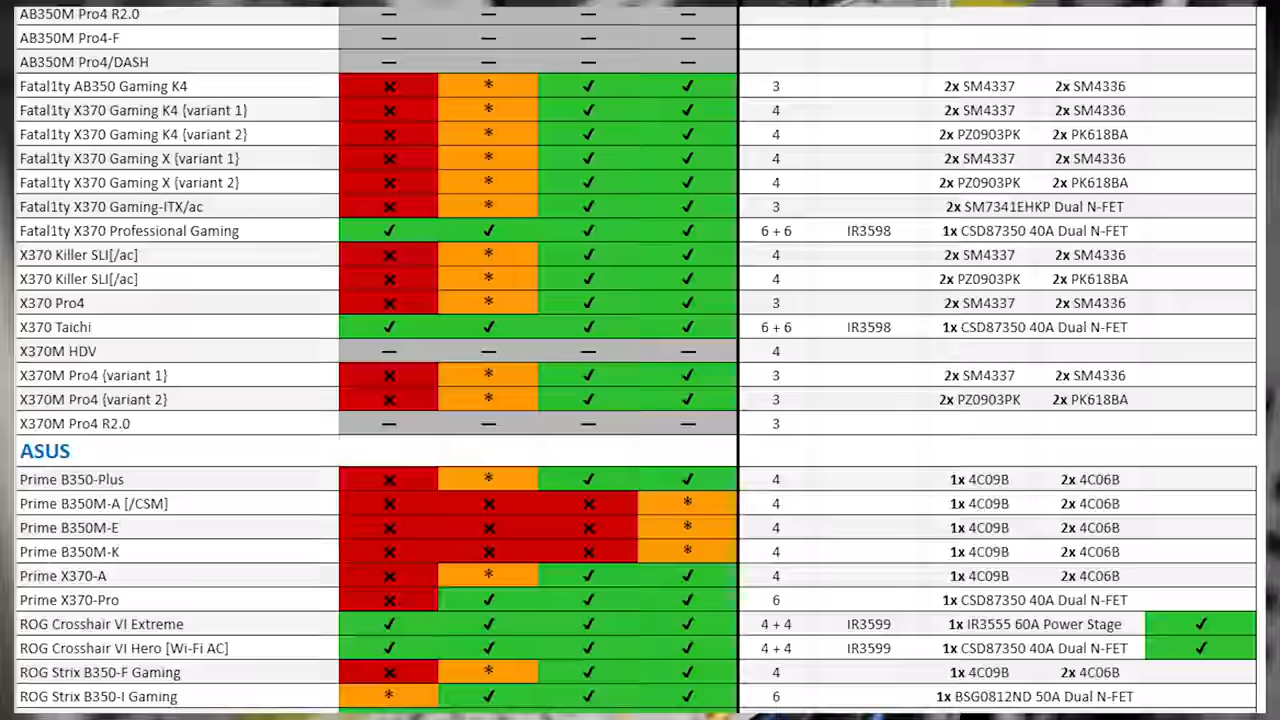 AB350M Pro4 R2.0 — — — —
AB350M Pro4-F — — — —
AB350M Pro4/DASH — — — —
Fatal1ty AB350 Gaming K4 ✖ * ✔ ✔ 3 2x SM4337 2x SM4336
Fatal1ty X370 Gaming K4 {variant 1} ✖ * ✔ ✔ 4 2x SM4337 2x SM4336
Fatal1ty X370 Gaming K4 {variant 2} ✖ * ✔ ✔ 4 2x PZ0903PK 2x PK618BA
Fatal1ty X370 Gaming X {variant 1} ✖ * ✔ ✔ 4 2x SM4337 2x SM4336
Fatal1ty X370 Gaming X {variant 2} ✖ * ✔ ✔ 4 2x PZ0903PK 2x PK618BA
Fatal1ty X370 Gaming-ITX/ac ✖ * ✔ ✔ 3 2x SM7341EHKP Dual N-FET
Fatal1ty X370 Professional Gaming ✔ ✔ ✔ ✔ 6 + 6 IR3598 1x CSD87350 40A Dual N-FET
X370 Killer SLI[/ac] ✖ * ✔ ✔ 4 2x SM4337 2x SM4336
X370 Killer SLI[/ac] ✖ * ✔ ✔ 4 2x PZ0903PK 2x PK618BA
X370 Pro4 ✖ * ✔ ✔ 3 2x SM4337 2x SM4336
X370 Taichi ✔ ✔ ✔ ✔ 6 + 6 IR3598 1x CSD87350 40A Dual N-FET
X370M HDV — — — — 4
X370M Pro4 {variant 1} ✖ * ✔ ✔ 3 2x SM4337 2x SM4336
X370M Pro4 {variant 2} ✖ * ✔ ✔ 3 2x PZ0903PK 2x PK618BA
X370M Pro4 R2.0 — — — — 3
ASUS
Prime B350-Plus ✖ * ✔ ✔ 4 1x 4C09B 2x 4C06B
Prime B350M-A [/CSM] ✖ ✖ ✖ * 4 1x 4C09B 2x 4C06B
Prime B350M-E ✖ ✖ ✖ * 4 1x 4C09B 2x 4C06B
Prime B350M-K ✖ ✖ ✖ * 4 1x 4C09B 2x 4C06B
Prime X370-A ✖ * ✔ ✔ 4 1x 4C09B 2x 4C06B
Prime X370-Pro ✖ ✔ ✔ ✔ 6 1x CSD87350 40A Dual N-FET
ROG Crosshair VI Extreme ✔ ✔ ✔ ✔ 4 + 4 IR3599 1x IR3555 60A Power Stage ✔
ROG Crosshair VI Hero [Wi-Fi AC] ✔ ✔ ✔ ✔ 4 + 4 IR3599 1x CSD87350 40A Dual N-FET ✔
ROG Strix B350-F Gaming ✖ * ✔ ✔ 4 1x 4C09B 2x 4C06B
ROG Strix B350-I Gaming * ✔ ✔ ✔ 6 1x BSG0812ND 50A Dual N-FET